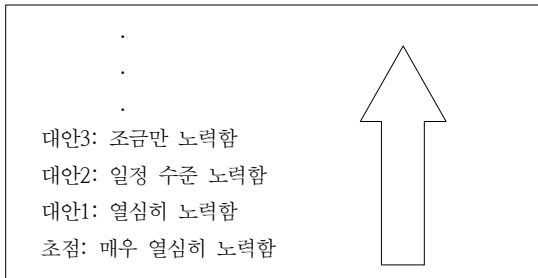 .
.
.
대안3: 조금만 노력함
대안2: 일정 수준 노력함
대안1: 열심히 노력함
초점: 매우 열심히 노력함